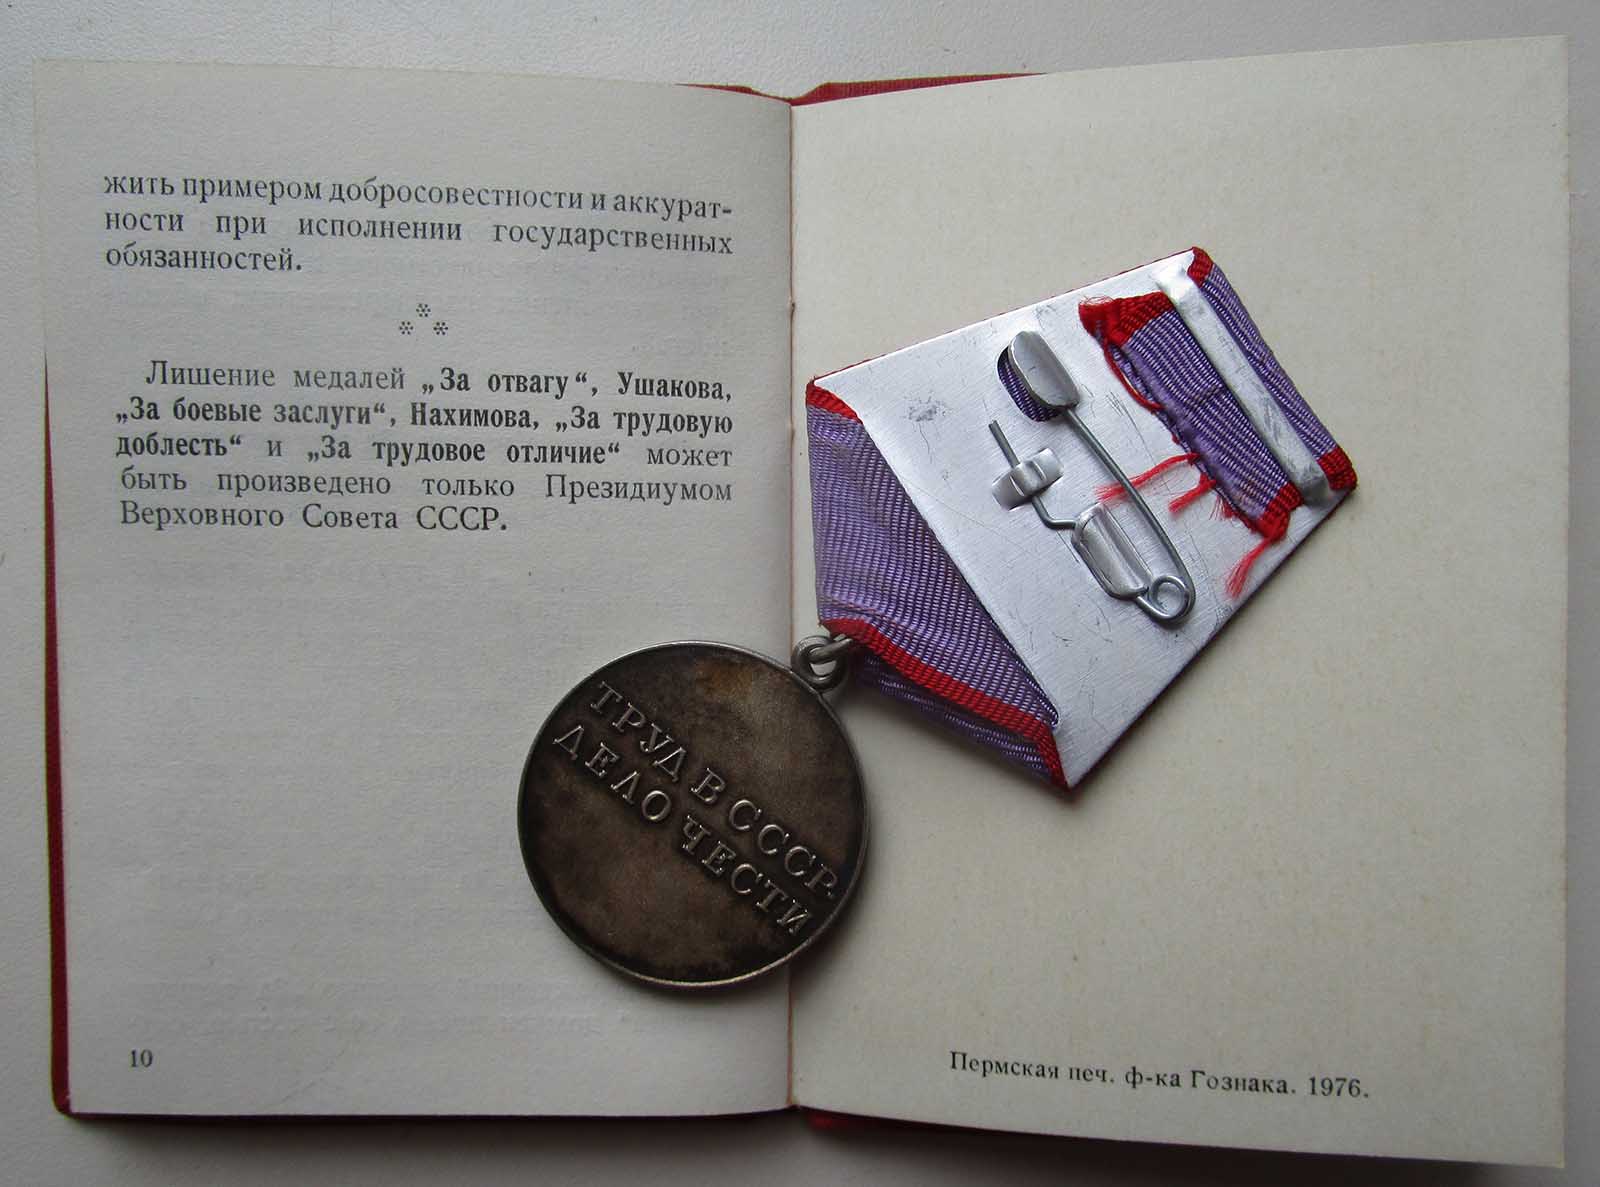 жить примером добросовестности и аккурат-
ности при исполнении государственных
обязанностей.
***
Лишение медалей „За отвагу“, Ушакова,
„За боевые заслуги“, Нахимова, „За трудовую
доблесть“ и „За трудовое отличие“ может
быть произведено только Президиумом
Верховного Совета СССР.
10
ТРУД В СССР-
ДЕЛО ЧЕСТИ
Пермская печ. ф-ка Гознака. 1976.